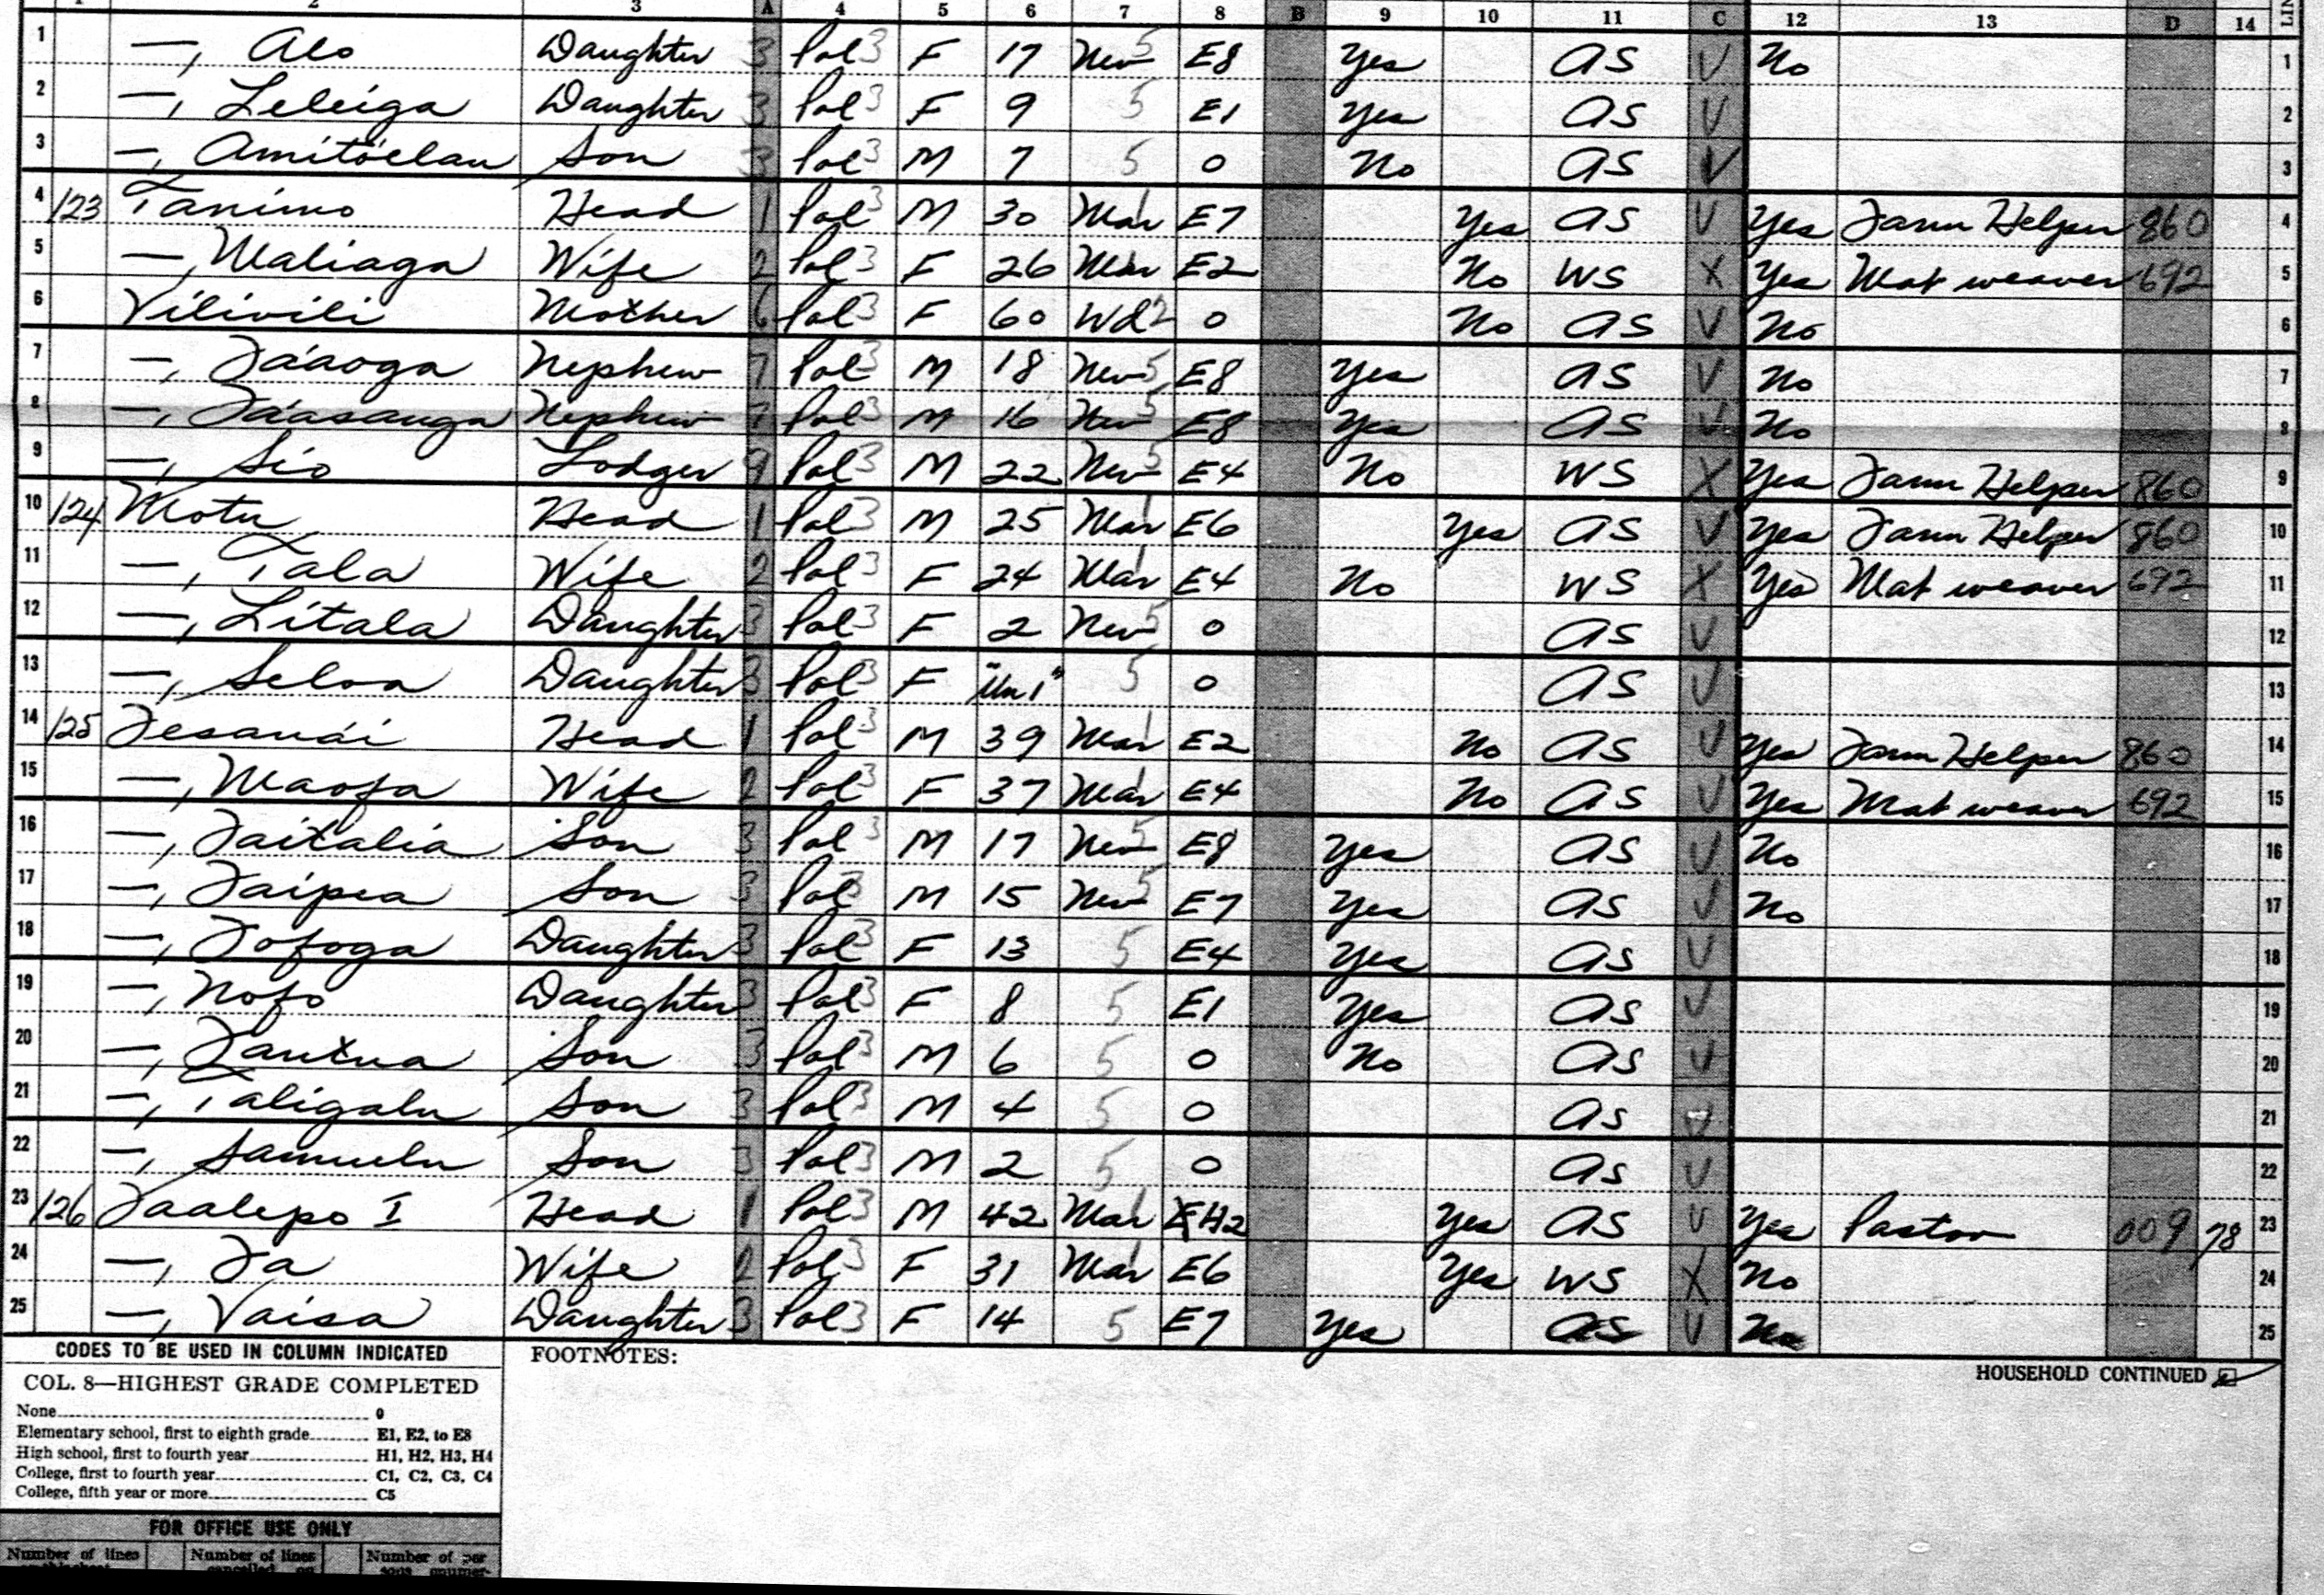 1 2 3 A 4 5 6 7 8 B 9 10 11 C 12 13 D 14 LIN
1 —, Alo Daughter 3 Pol 3 F 17 Nev 5 E8 Yes AS V No 1
2 —, Leleiga Daughter 3 Pol 3 F 9 5 E1 Yes AS V 2
3 —, Son 3 Pol 3 M 7 5 0 No AS V 3
4 123 Tanimo Head 1 Pol 3 M 30 Mar 1 E7 Yes AS V Yes Farm Helper 860 4
5 —, Maliaga Wife 2 Pol 3 F 26 Mar 1 E2 No WS X Yes Mat weaver 692 5
6 Vilivili Mother 6 Pol 3 F 60 Wd 2 0 No AS V No 6
7 —, Fa'aoga Nephew 7 Pol 3 M 18 Nev 5 E8 Yes AS V No 7
8 —, Fa'asauga Nephew 7 Pol 3 M 16 Nev 5 E8 Yes AS V No 8
9 —, Sio Lodger 9 Pol 3 M 22 Nev 5 E4 No WS X Yes Farm Helper 860 9
10 124 Motu Head 1 Pol 3 M 25 Mar 1 E6 Yes AS V Yes Farm Helper 860 10
11 —, Tala Wife 2 Pol 3 F 24 Mar 1 E4 No WS X Yes Mat weaver 692 11
12 —, Litala Daughter 3 Pol 3 F 2 Nev 5 0 AS V 12
13 —, Seloa Daughter 3 Pol 3 F "Un 1" 5 0 AS V 13
14 125 Fesauai Head 1 Pol 3 M 39 Mar 1 E2 No AS V Yes Farm Helper 860 14
15 —, Maofa Wife 2 Pol 3 F 37 Mar 1 E4 No AS V Yes Mat weaver 692 15
16 —, Faitalia Son 3 Pol 3 M 17 Nev 5 E8 Yes AS V No 16
17 —, Faipea Son 3 Pol 3 M 15 Nev 5 E7 Yes AS V No 17
18 —, Fofoga Daughter 3 Pol 3 F 13 5 E4 Yes AS V 18
19 —, Nofo Daughter 3 Pol 3 F 8 5 E1 Yes AS V 19
20 —, Fautua Son 3 Pol 3 M 6 5 0 No AS V 20
21 —, Taligalu Son 3 Pol 3 M 4 5 0 AS V 21
22 —, Samuelu Son 3 Pol 3 M 2 5 0 AS V 22
23 126 Faalepo I Head 1 Pol 3 M 42 Mar 1 H2 Yes AS V Yes Pastor 009 78 23
24 —, Fa Wife 2 Pol 3 F 31 Mar 1 E6 Yes WS X No 24
25 —, Vaisa Daughter 3 Pol 3 F 14 5 E7 Yes AS V No 25
CODES TO BE USED IN COLUMN INDICATED
FOOTNOTES:
HOUSEHOLD CONTINUED
COL. 8—HIGHEST GRADE COMPLETED
None 0
Elementary school, first to eighth grade E1, E2, to E8
High school, first to fourth year H1, H2, H3, H4
College, first to fourth year C1, C2, C3, C4
College, fifth year or more C5
FOR OFFICE USE ONLY
Number of lines Number of lines Number of per
cancelled on sons enumer-